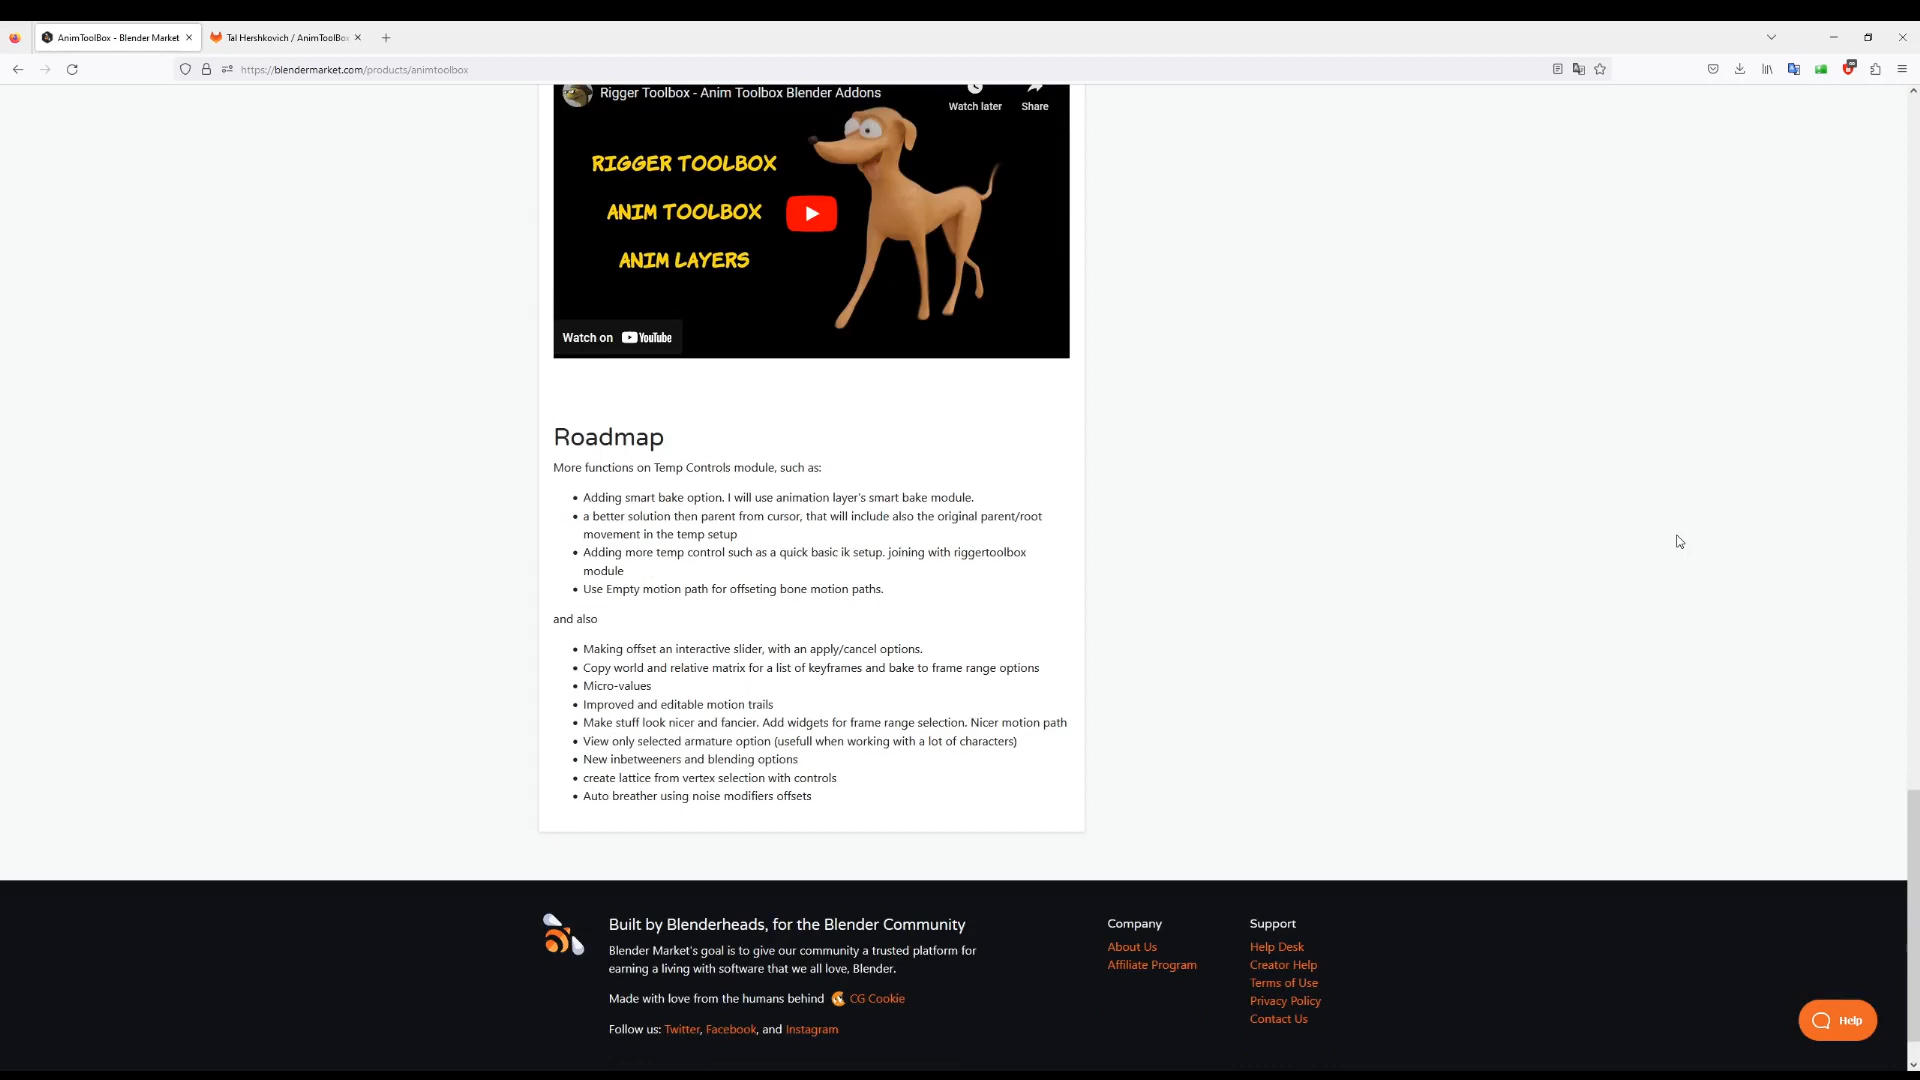 AnimToolBox - Blender Market
Tal Hershkovich / AnimToolBox
https://blendermarket.com/products/animtoolbox
Rigger Toolbox - Anim Toolbox Blender Addons
Watch later
Share
RIGGER TOOLBOX
ANIM TOOLBOX
ANIM LAYERS
Watch on YouTube
Roadmap
More functions on Temp Controls module, such as:
• Adding smart bake option. I will use animation layer's smart bake module.
• a better solution then parent from cursor, that will include also the original parent/root
movement in the temp setup
• Adding more temp control such as a quick basic ik setup. joining with riggertoolbox
module
• Use Empty motion path for offseting bone motion paths.
and also
• Making offset an interactive slider, with an apply/cancel options.
• Copy world and relative matrix for a list of keyframes and bake to frame range options
• Micro-values
• Improved and editable motion trails
• Make stuff look nicer and fancier. Add widgets for frame range selection. Nicer motion path
• View only selected armature option (usefull when working with a lot of characters)
• New inbetweeners and blending options
• create lattice from vertex selection with controls
• Auto breather using noise modifiers offsets
Built by Blenderheads, for the Blender Community
Blender Market's goal is to give our community a trusted platform for
earning a living with software that we all love, Blender.
Made with love from the humans behind CG Cookie
Follow us: Twitter, Facebook, and Instagram
Company
About Us
Affiliate Program
Support
Help Desk
Creator Help
Terms of Use
Privacy Policy
Contact Us
Help